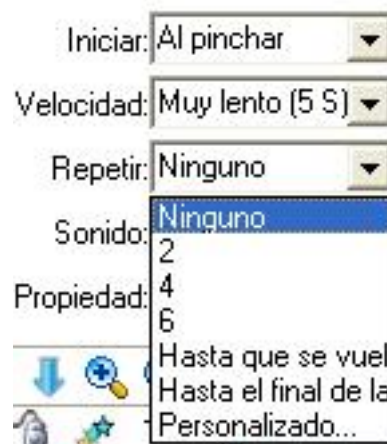 Iniciar: Al pinchar
Velocidad: Muy lento (5 S)
Repetir: Ninguno
Sonido: Ninguno
2
Propiedad: 4
6
Hasta que se vuel
Hasta el final de la
Personalizado...